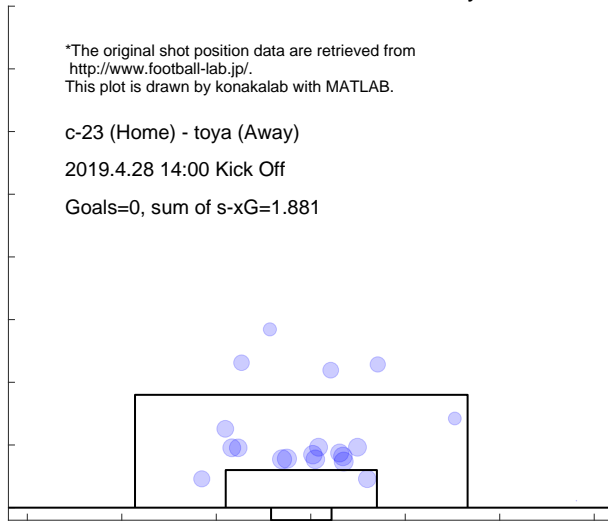 *The original shot position data are retrieved from
http://www.football-lab.jp/.
This plot is drawn by konakalab with MATLAB.
c-23 (Home) - toya (Away)
2019.4.28 14:00 Kick Off
Goals=0, sum of s-xG=1.881